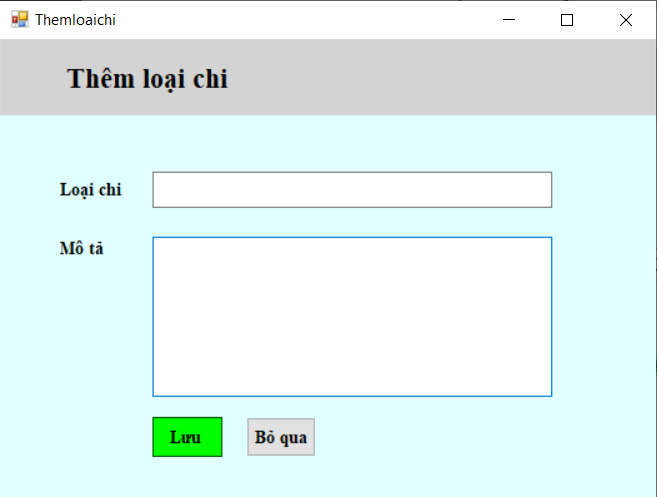 Themloaichi
Thêm loại chi
Loại chi
Mô tả
Lưu
Bỏ qua